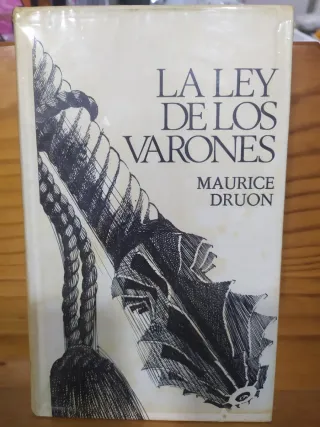 LA LEY
DE LOS
VARONES
MAURICE
DRUON